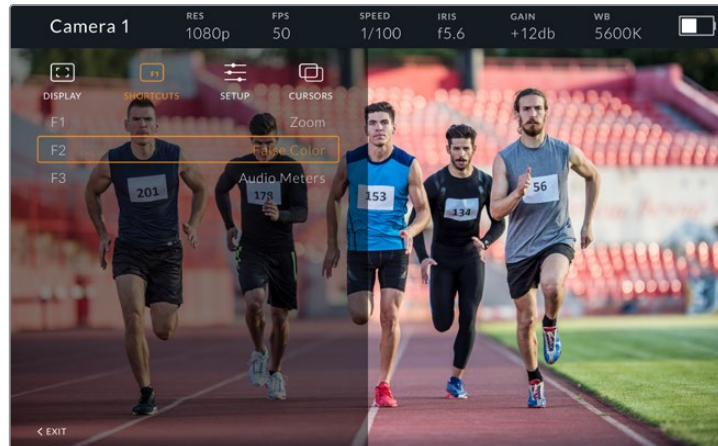 Camera 1
RES
1080p
FPS
50
SPEED
1/100
IRIS
f5.6
GAIN
+12db
WB
5600K
F1
DISPLAY
SHORTCUTS
SETUP
CURSORS
F1 Zoom
F2 False Color
F3 Audio Meters
201
178
153
134
56
< EXIT